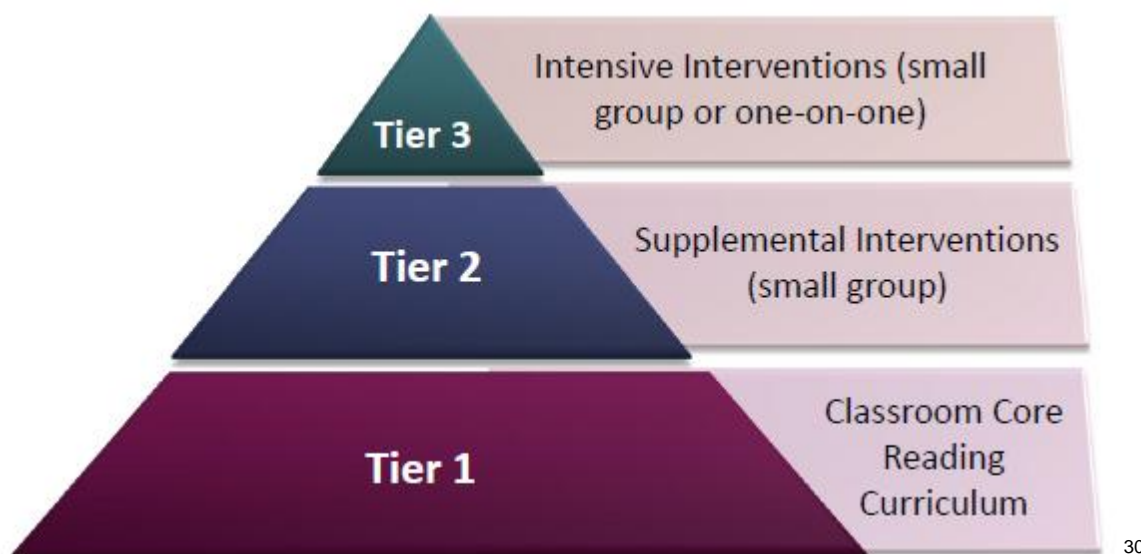 Tier 3
Intensive Interventions (small
group or one-on-one)
Tier 2
Supplemental Interventions
(small group)
Tier 1
Classroom Core
Reading
Curriculum
30